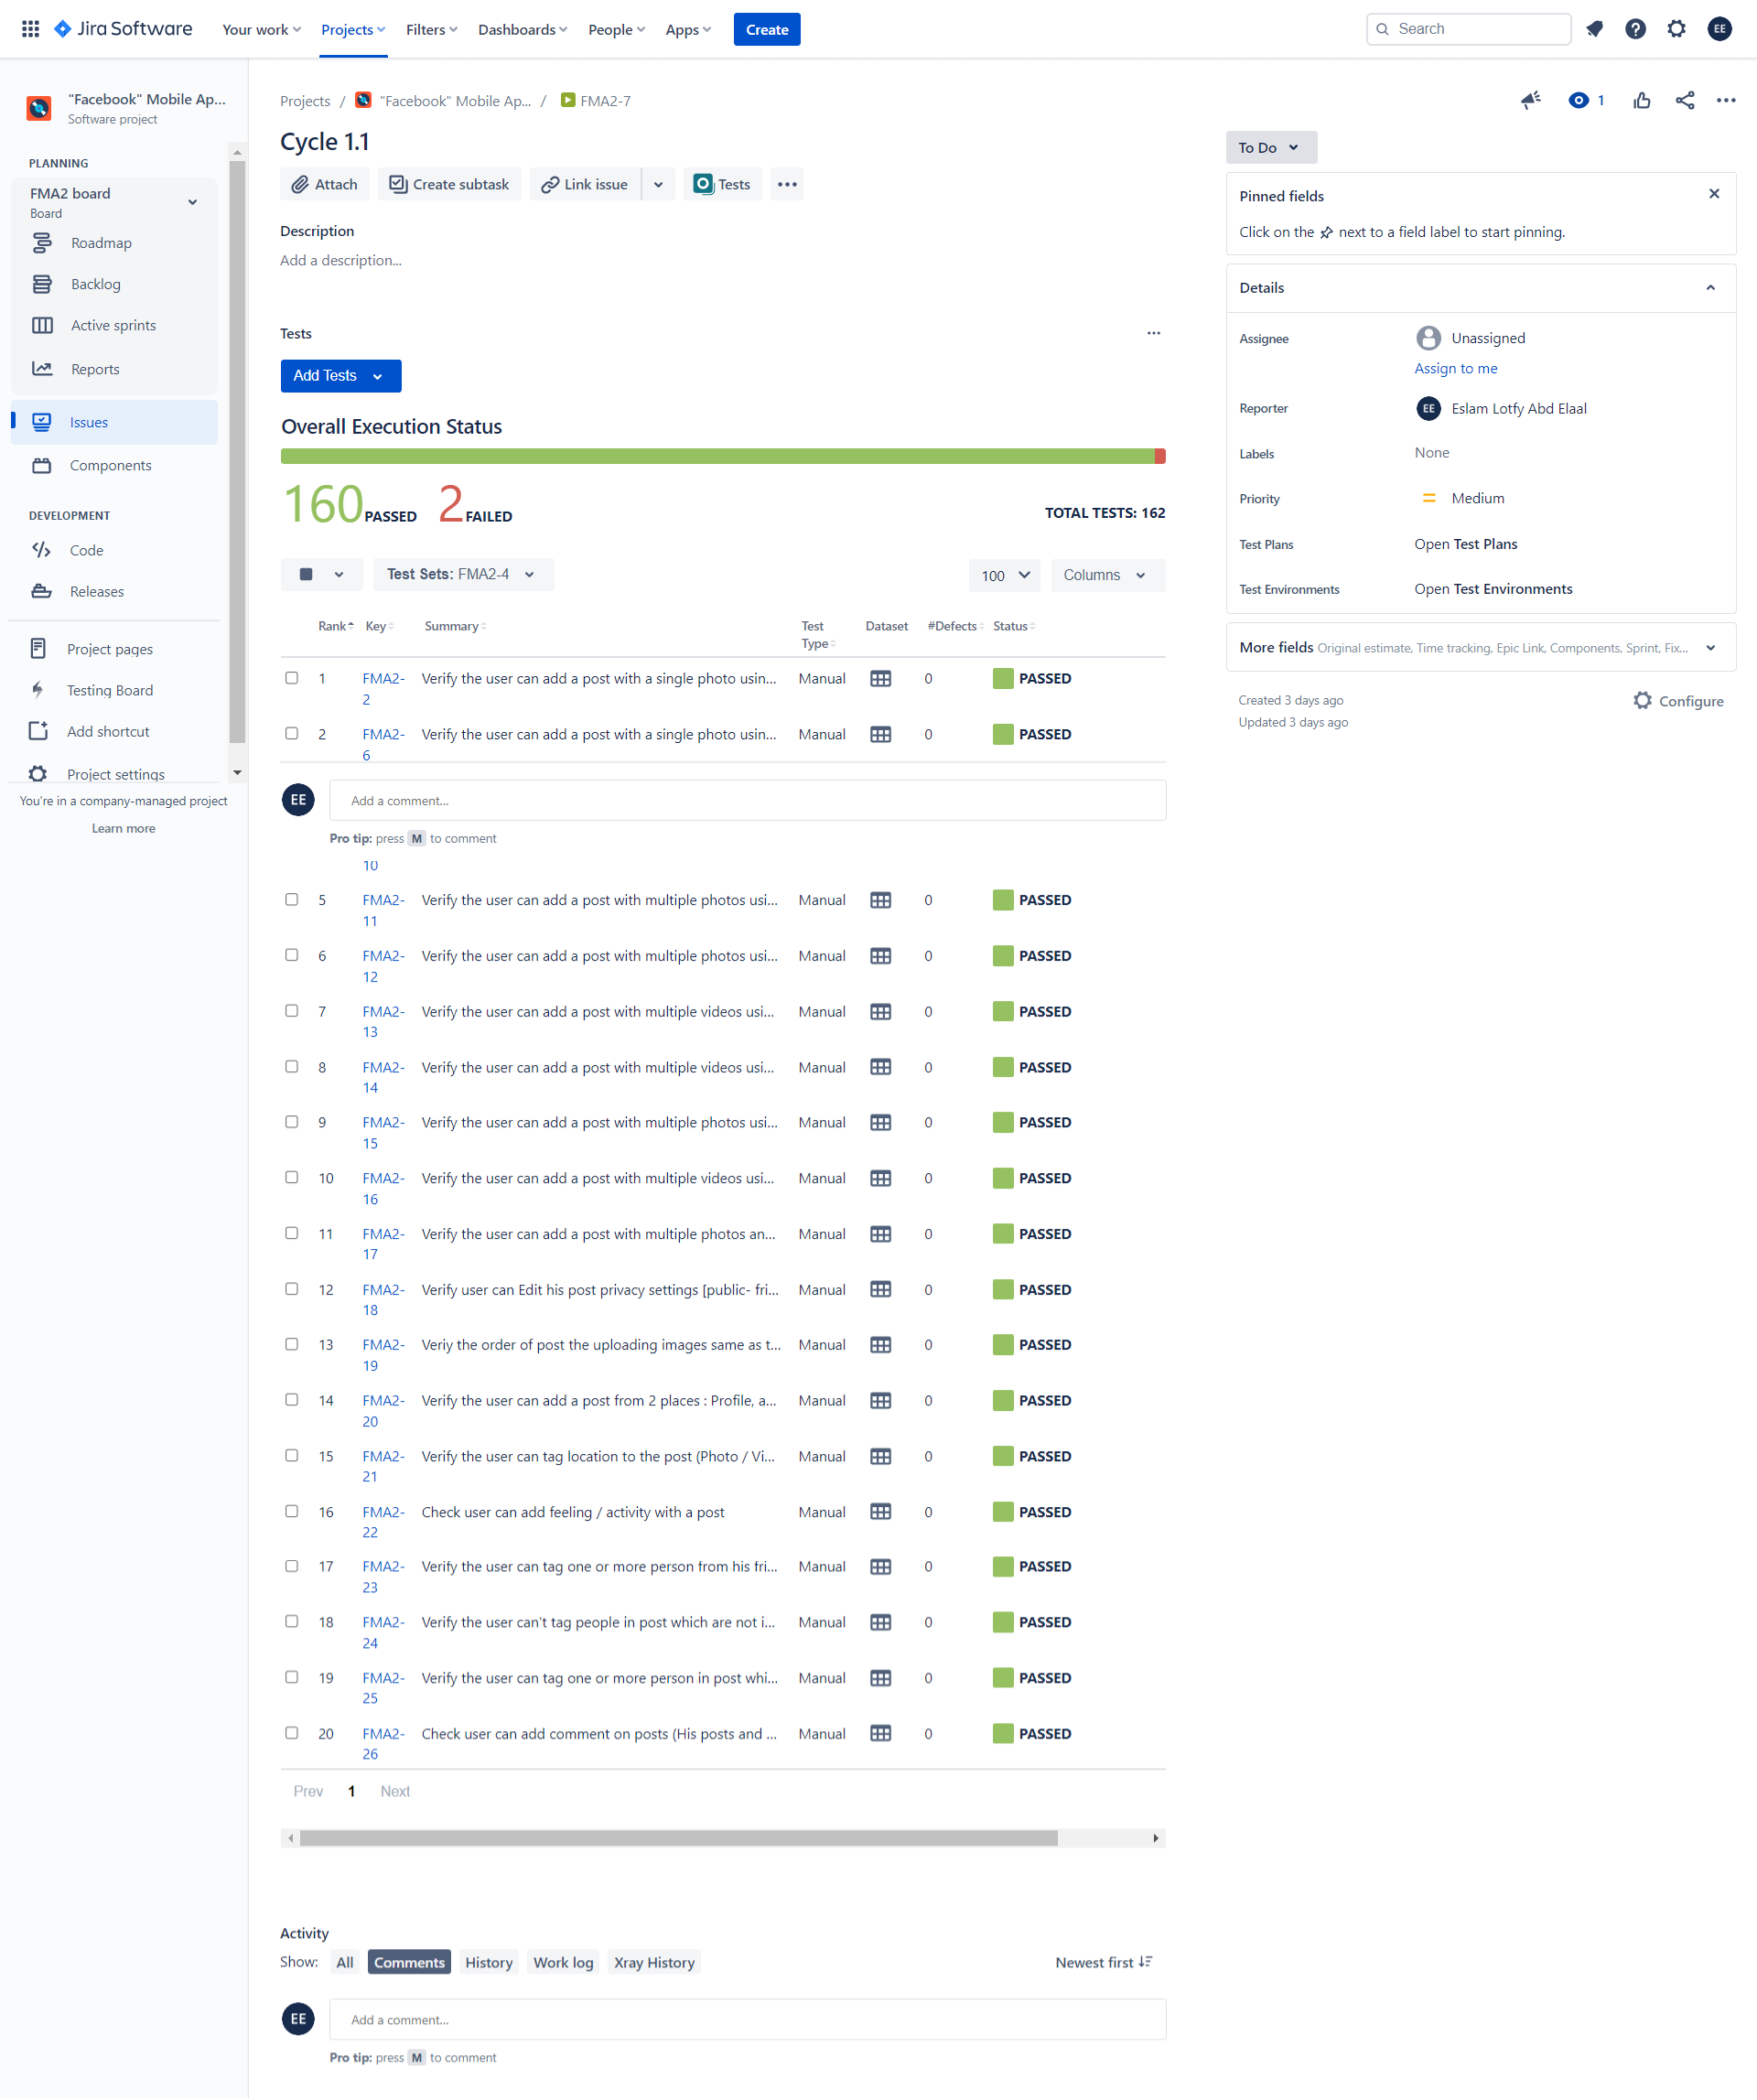 Jira Software Your work Projects Filters Dashboards People Apps Create Search EE
"Facebook" Mobile Ap...
Software project
PLANNING
FMA2 board
Board
Roadmap
Backlog
Active sprints
Reports
Issues
Components
DEVELOPMENT
Code
Releases
Project pages
Testing Board
Add shortcut
Project settings
You're in a company-managed project
Learn more
Projects / "Facebook" Mobile Ap... / FMA2-7
1
Cycle 1.1
Attach Create subtask Link issue Tests
Description
Add a description...
Tests
Add Tests
Overall Execution Status
160 PASSED 2 FAILED TOTAL TESTS: 162
Test Sets: FMA2-4 100 Columns
Rank Key Summary Test Type Dataset #Defects Status
1 FMA2-2 Verify the user can add a post with a single photo usin... Manual 0 PASSED
2 FMA2-6 Verify the user can add a post with a single photo usin... Manual 0 PASSED
EE Add a comment...
Pro tip: press M to comment
10
5 FMA2-11 Verify the user can add a post with multiple photos usi... Manual 0 PASSED
6 FMA2-12 Verify the user can add a post with multiple photos usi... Manual 0 PASSED
7 FMA2-13 Verify the user can add a post with multiple videos usi... Manual 0 PASSED
8 FMA2-14 Verify the user can add a post with multiple videos usi... Manual 0 PASSED
9 FMA2-15 Verify the user can add a post with multiple photos usi... Manual 0 PASSED
10 FMA2-16 Verify the user can add a post with multiple videos usi... Manual 0 PASSED
11 FMA2-17 Verify the user can add a post with multiple photos an... Manual 0 PASSED
12 FMA2-18 Verify user can Edit his post privacy settings [public- fri... Manual 0 PASSED
13 FMA2-19 Veriy the order of post the uploading images same as t... Manual 0 PASSED
14 FMA2-20 Verify the user can add a post from 2 places : Profile, a... Manual 0 PASSED
15 FMA2-21 Verify the user can tag location to the post (Photo / Vi... Manual 0 PASSED
16 FMA2-22 Check user can add feeling / activity with a post Manual 0 PASSED
17 FMA2-23 Verify the user can tag one or more person from his fri... Manual 0 PASSED
18 FMA2-24 Verify the user can't tag people in post which are not i... Manual 0 PASSED
19 FMA2-25 Verify the user can tag one or more person in post whi... Manual 0 PASSED
20 FMA2-26 Check user can add comment on posts (His posts and ... Manual 0 PASSED
Prev 1 Next
Activity
Show: All Comments History Work log Xray History Newest first
EE Add a comment...
Pro tip: press M to comment
To Do
Pinned fields
Click on the next to a field label to start pinning.
Details
Assignee Unassigned
Assign to me
Reporter EE Eslam Lotfy Abd Elaal
Labels None
Priority Medium
Test Plans Open Test Plans
Test Environments Open Test Environments
More fields Original estimate, Time tracking, Epic Link, Components, Sprint, Fix...
Created 3 days ago Configure
Updated 3 days ago